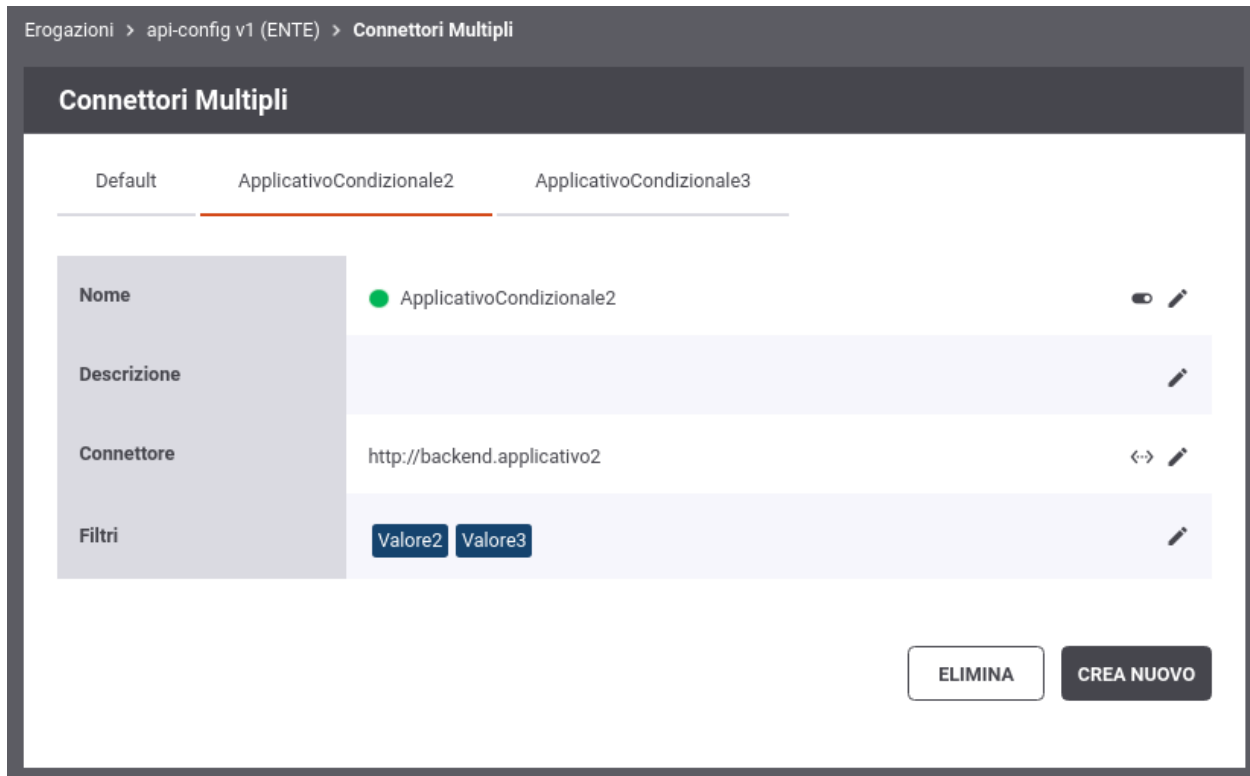 Erogazioni > api-config v1 (ENTE) > Connettori Multipli
Connettori Multipli
Default ApplicativoCondizionale2 ApplicativoCondizionale3
Nome ApplicativoCondizionale2
Descrizione
Connettore http://backend.applicativo2
Filtri Valore2 Valore3
ELIMINA CREA NUOVO